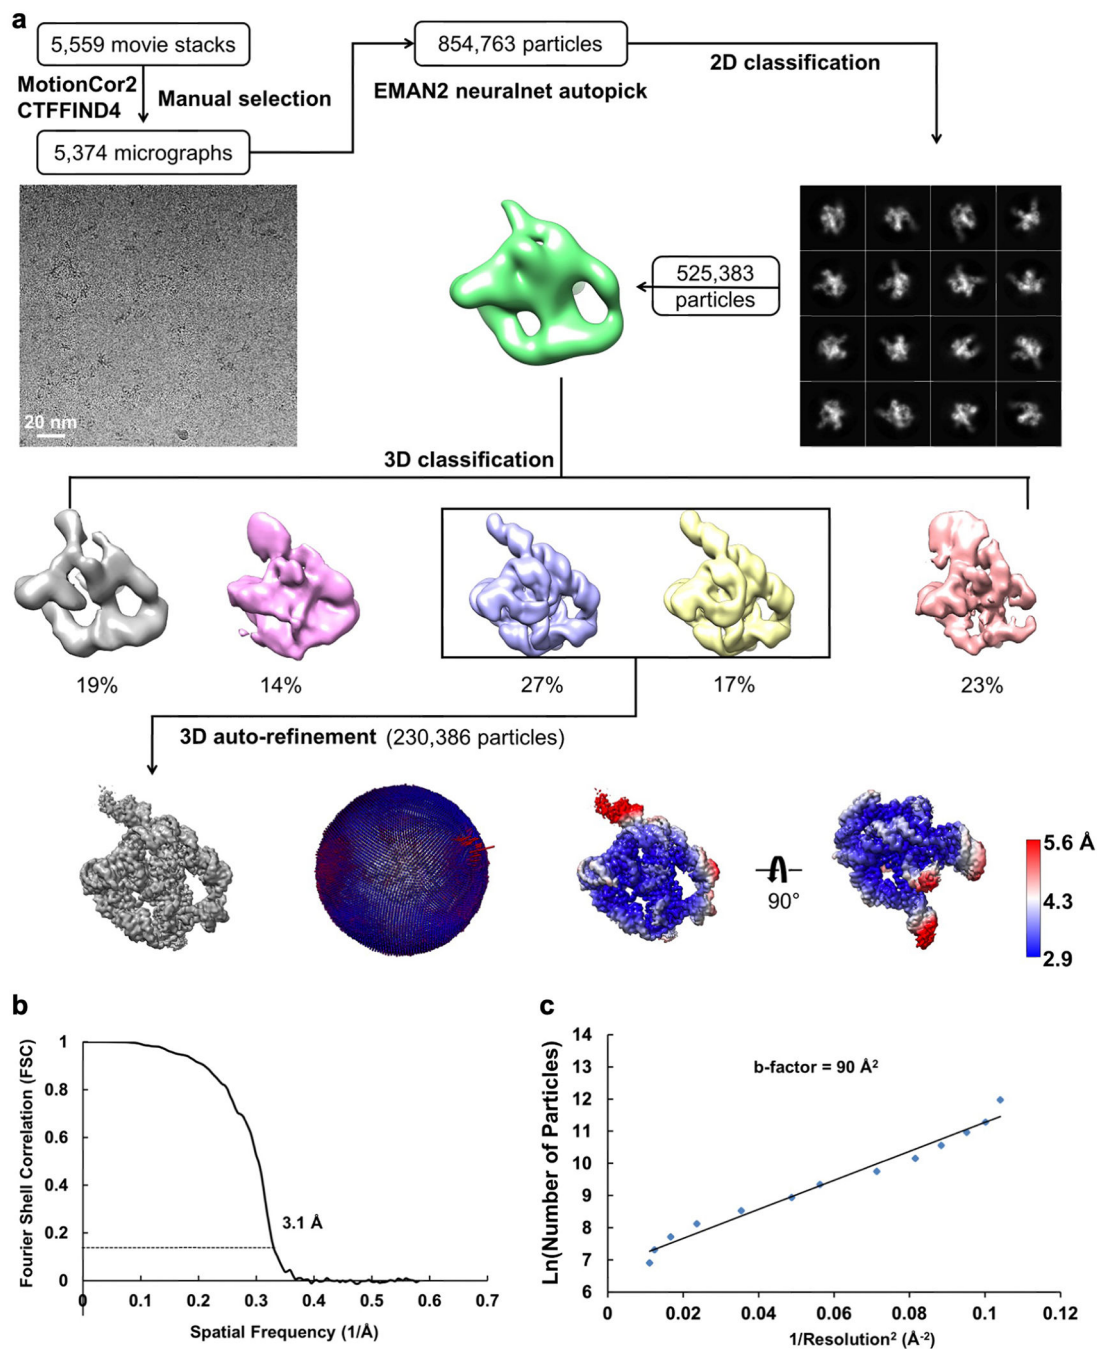 a
5,559 movie stacks
854,763 particles
2D classification
MotionCor2
CTFFIND4
Manual selection
EMAN2 neuralnet autopick
5,374 micrographs
525,383
particles
20 nm
3D classification
19%
14%
27%
17%
23%
3D auto-refinement (230,386 particles)
90°
5.6 Å
4.3
2.9
b
Fourier Shell Correlation (FSC)
1
0.8
0.6
0.4
0.2
0
3.1 Å
0
0.1
0.2
0.3
0.4
0.5
0.6
0.7
Spatial Frequency (1/Å)
c
Ln(Number of Particles)
14
13
12
11
10
9
8
7
6
b-factor = 90 Å²
0
0.02
0.04
0.06
0.08
0.1
0.12
1/Resolution² (Å⁻²)